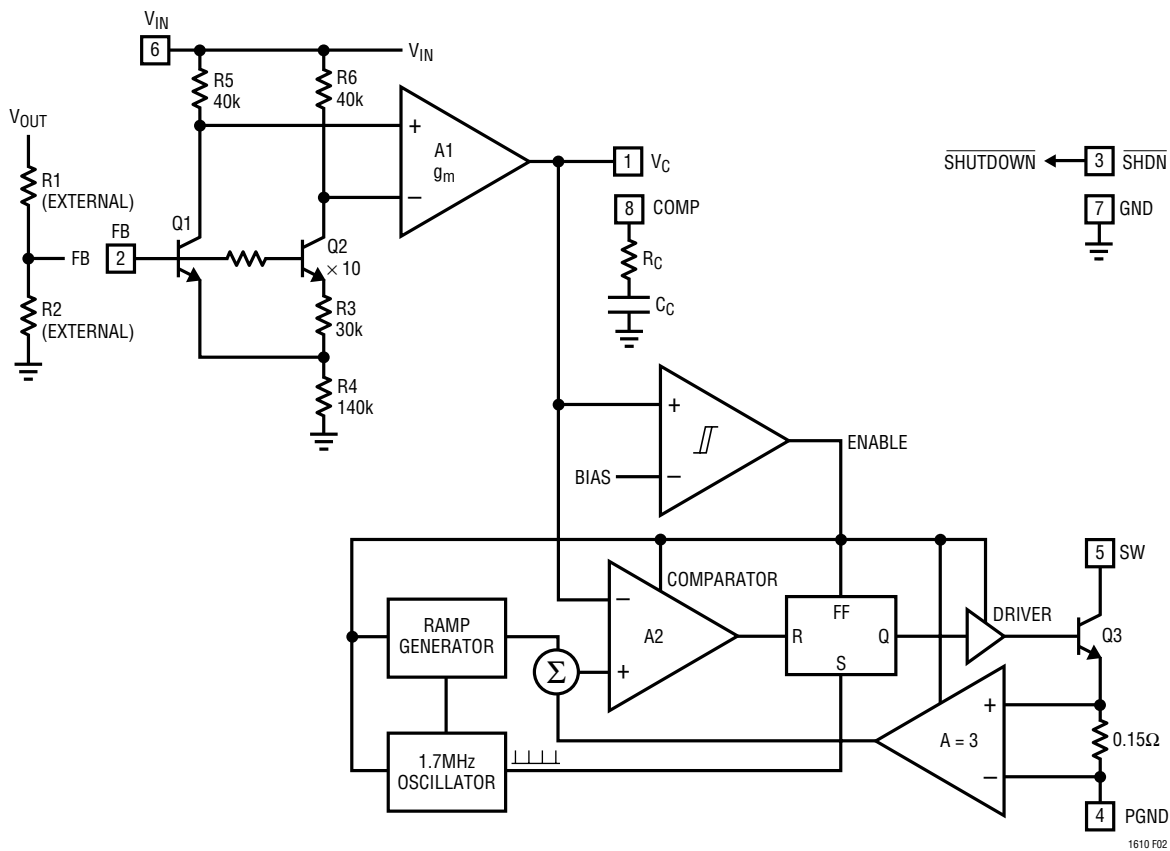 VIN
6
VIN
R5
40k
R6
40k
VOUT
R1
(EXTERNAL)
FB
R2
(EXTERNAL)
FB
2
Q1
Q2
× 10
R3
30k
R4
140k
+
A1
gm
−
1 VC
8 COMP
RC
CC
SHUTDOWN
3 SHDN
7 GND
+
BIAS −
ENABLE
COMPARATOR
−
A2
+
RAMP
GENERATOR
Σ
1.7MHz
OSCILLATOR
FF
R Q
S
DRIVER
5 SW
Q3
+
A = 3
−
0.15Ω
4 PGND
1610 F02